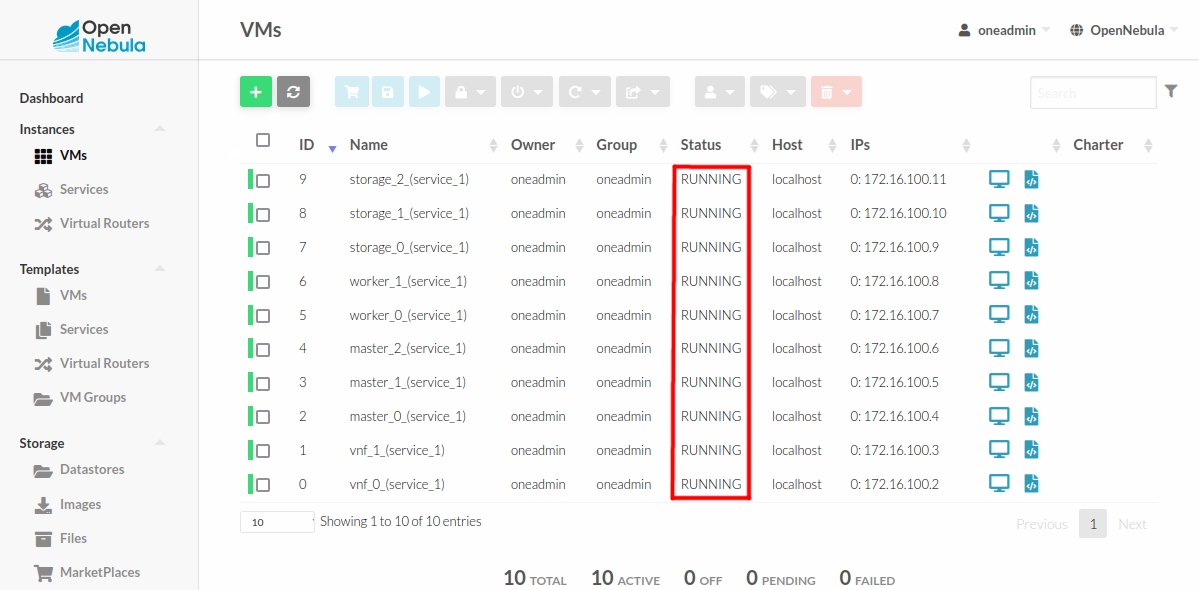 Open
Nebula
VMs
oneadmin
OpenNebula
Dashboard
Instances
VMs
Services
Virtual Routers
Templates
VMs
Services
Virtual Routers
VM Groups
Storage
Datastores
Images
Files
MarketPlaces
Search
ID Name Owner Group Status Host IPs Charter
9 storage_2_(service_1) oneadmin oneadmin RUNNING localhost 0: 172.16.100.11
8 storage_1_(service_1) oneadmin oneadmin RUNNING localhost 0: 172.16.100.10
7 storage_0_(service_1) oneadmin oneadmin RUNNING localhost 0: 172.16.100.9
6 worker_1_(service_1) oneadmin oneadmin RUNNING localhost 0: 172.16.100.8
5 worker_0_(service_1) oneadmin oneadmin RUNNING localhost 0: 172.16.100.7
4 master_2_(service_1) oneadmin oneadmin RUNNING localhost 0: 172.16.100.6
3 master_1_(service_1) oneadmin oneadmin RUNNING localhost 0: 172.16.100.5
2 master_0_(service_1) oneadmin oneadmin RUNNING localhost 0: 172.16.100.4
1 vnf_1_(service_1) oneadmin oneadmin RUNNING localhost 0: 172.16.100.3
0 vnf_0_(service_1) oneadmin oneadmin RUNNING localhost 0: 172.16.100.2
10 Showing 1 to 10 of 10 entries Previous 1 Next
10 TOTAL 10 ACTIVE 0 OFF 0 PENDING 0 FAILED